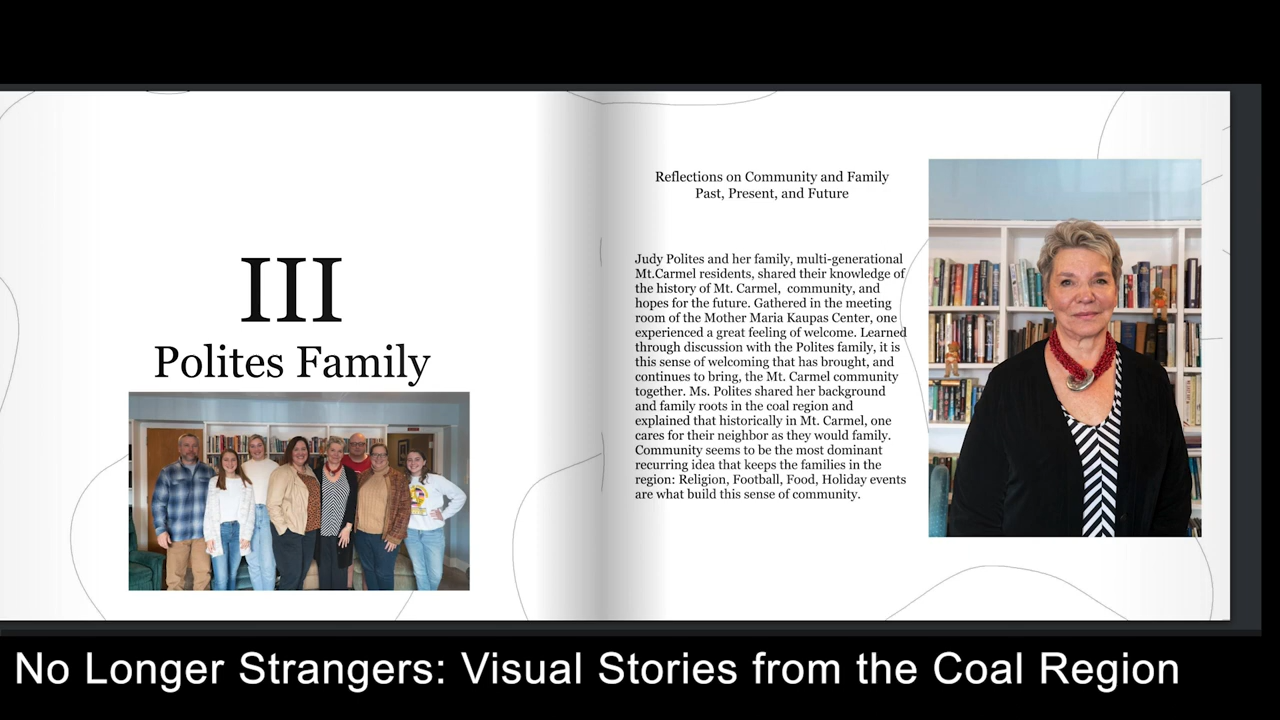 III
Polites Family
Reflections on Community and Family
Past, Present, and Future
Judy Polites and her family, multi-generational
Mt.Carmel residents, shared their knowledge of
the history of Mt. Carmel,  community, and
hopes for the future. Gathered in the meeting
room of the Mother Maria Kaupas Center, one
experienced a great feeling of welcome. Learned
through discussion with the Polites family, it is
this sense of welcoming that has brought, and
continues to bring, the Mt. Carmel community
together. Ms. Polites shared her background
and family roots in the coal region and
explained that historically in Mt. Carmel, one
cares for their neighbor as they would family.
Community seems to be the most dominant
recurring idea that keeps the families in the
region: Religion, Football, Food, Holiday events
are what build this sense of community.
No Longer Strangers: Visual Stories from the Coal Region